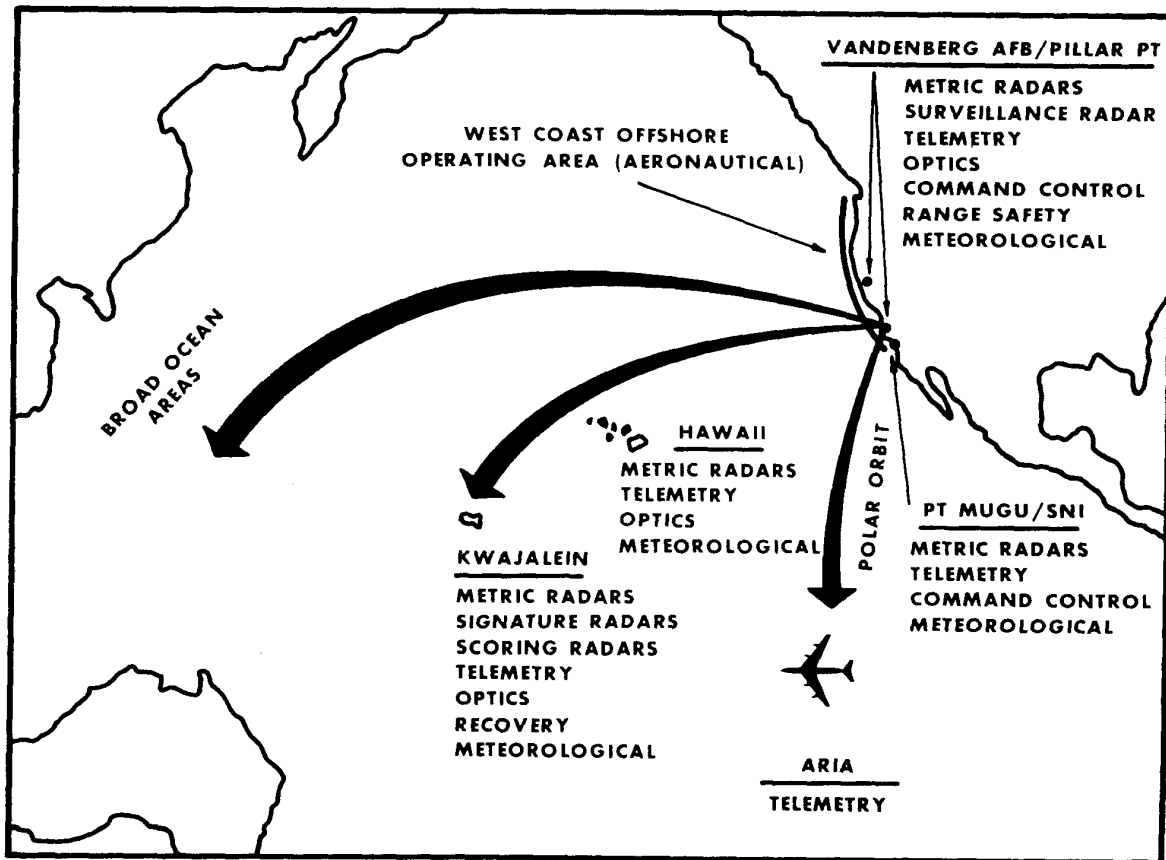 VANDENBERG AFB/PILLAR PT
METRIC RADARS
SURVEILLANCE RADAR
TELEMETRY
OPTICS
COMMAND CONTROL
RANGE SAFETY
METEOROLOGICAL
WEST COAST OFFSHORE
OPERATING AREA (AERONAUTICAL)
BROAD OCEAN
AREAS
HAWAII
METRIC RADARS
TELEMETRY
OPTICS
METEOROLOGICAL
POLAR ORBIT
PT MUGU/SNI
METRIC RADARS
TELEMETRY
COMMAND CONTROL
METEOROLOGICAL
KWAJALEIN
METRIC RADARS
SIGNATURE RADARS
SCORING RADARS
TELEMETRY
OPTICS
RECOVERY
METEOROLOGICAL
ARIA
TELEMETRY